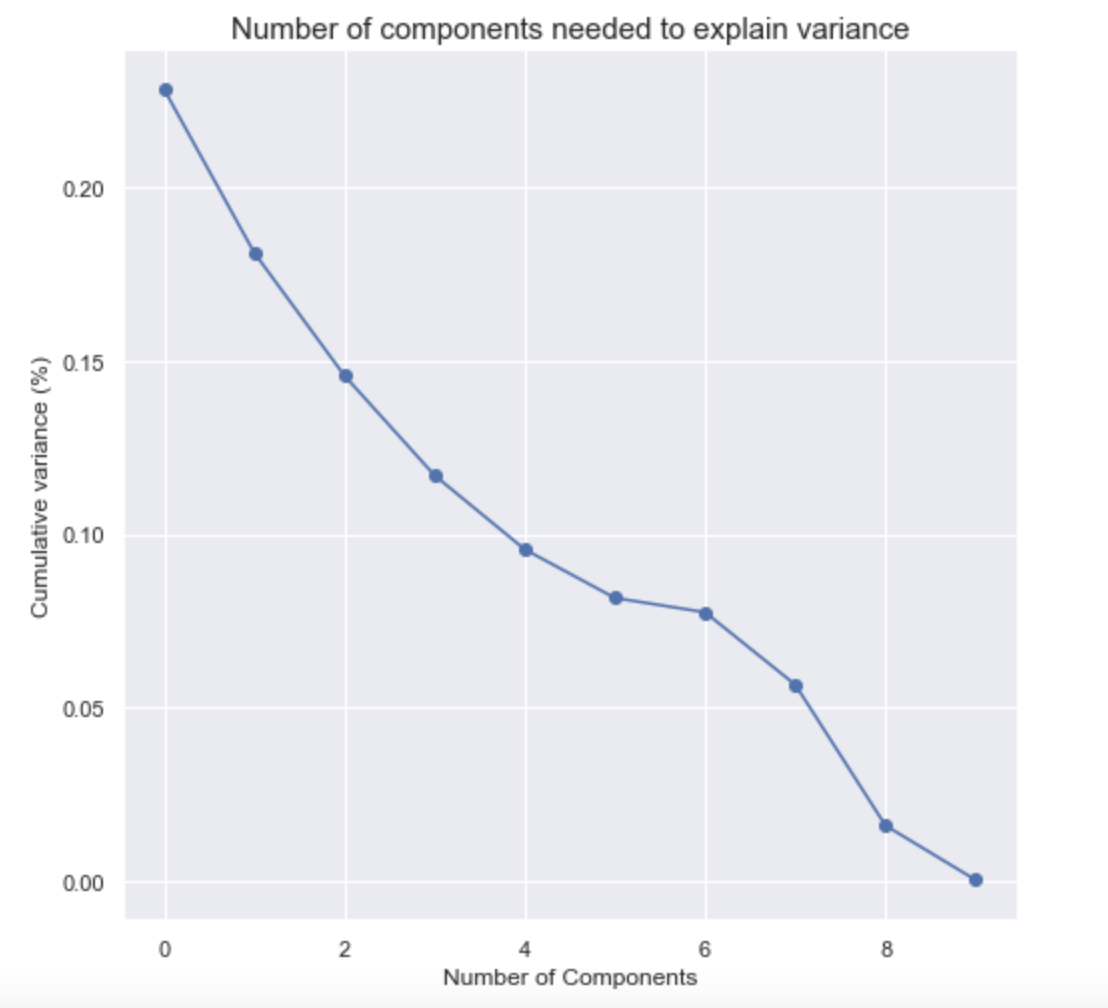 Number of components needed to explain variance
Cumulative variance (%)
0.20
0.15
0.10
0.05
0.00
0 2 4 6 8
Number of Components